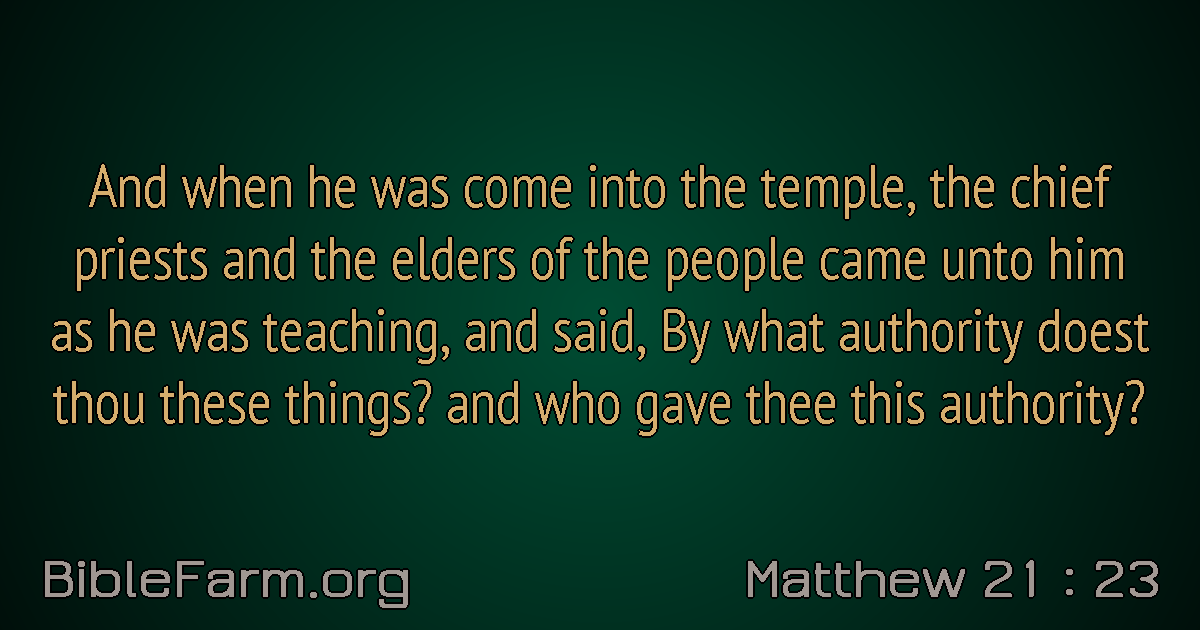 And when he was come into the temple, the chief
priests and the elders of the people came unto him
as he was teaching, and said, By what authority doest
thou these things? and who gave thee this authority?
BibleFarm.org
Matthew 21 : 23